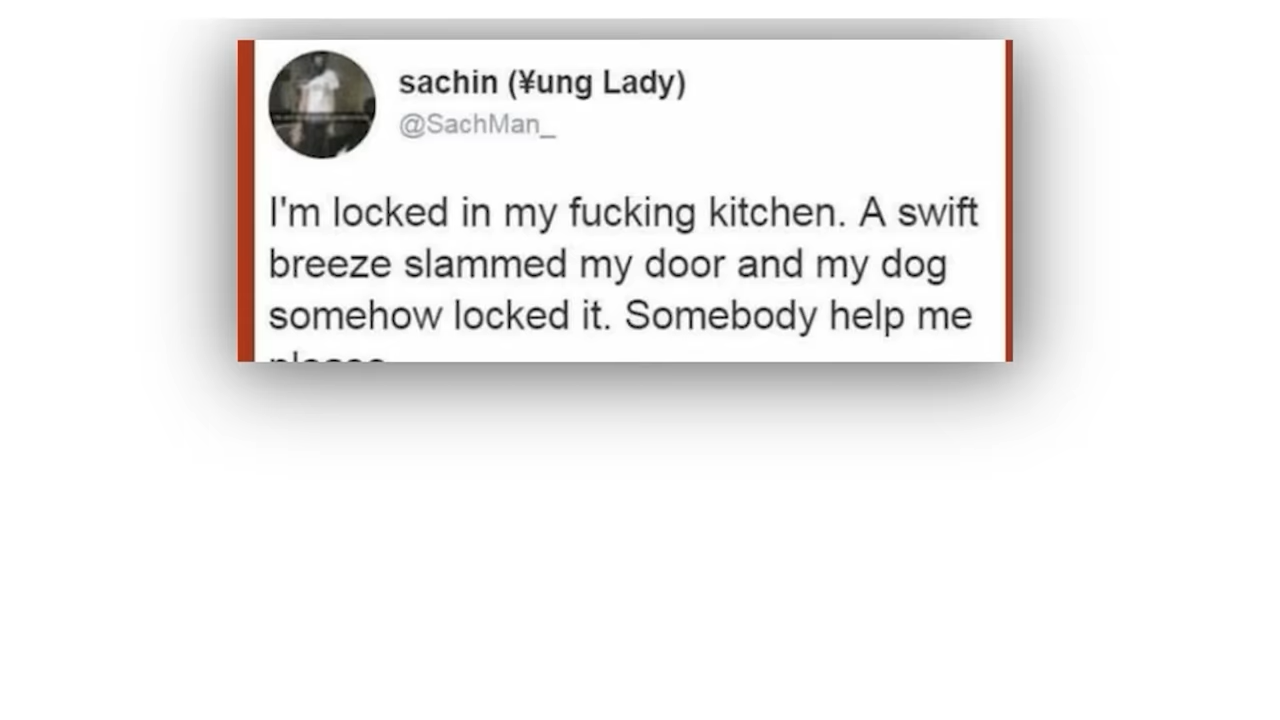 sachin (¥ung Lady)
@SachMan_
I'm locked in my fucking kitchen. A swift
breeze slammed my door and my dog
somehow locked it. Somebody help me
please